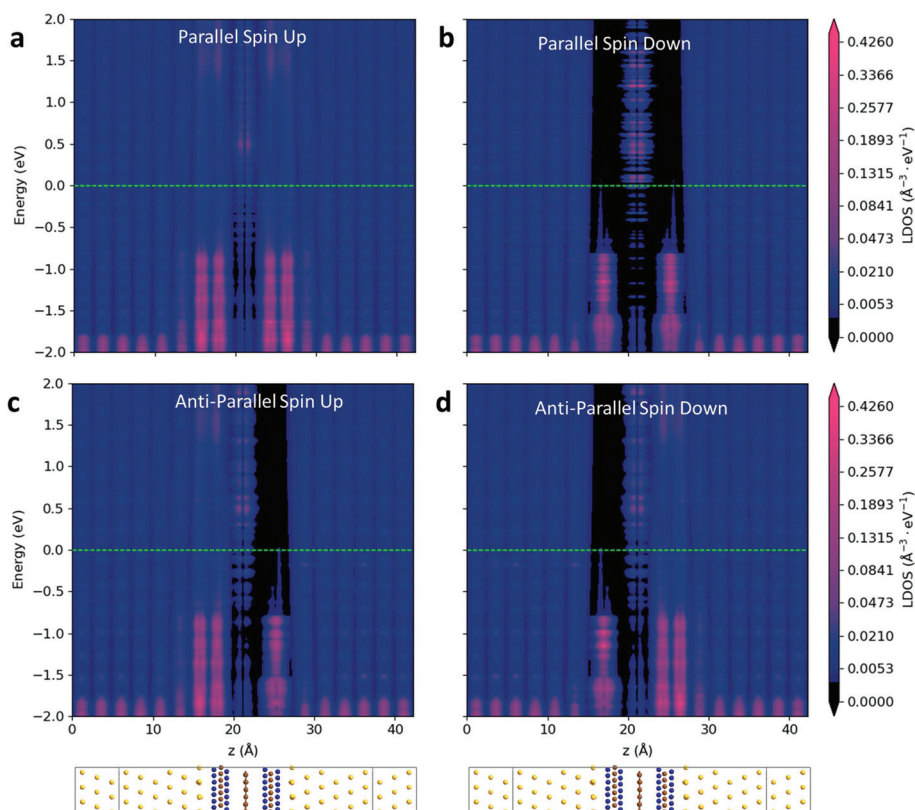 a
Parallel Spin Up
2.0
1.5
1.0
0.5
0.0
−0.5
−1.0
−1.5
−2.0
Energy (eV)
b
Parallel Spin Down
0.4260
0.3366
0.2577
0.1893
0.1315
0.0841
0.0473
0.0210
0.0053
0.0000
LDOS (Å⁻³ · eV⁻¹)
c
Anti-Parallel Spin Up
2.0
1.5
1.0
0.5
0.0
−0.5
−1.0
−1.5
−2.0
Energy (eV)
0 10 20 30 40
z (Å)
d
Anti-Parallel Spin Down
0 10 20 30 40
z (Å)
0.4260
0.3366
0.2577
0.1893
0.1315
0.0841
0.0473
0.0210
0.0053
0.0000
LDOS (Å⁻³ · eV⁻¹)